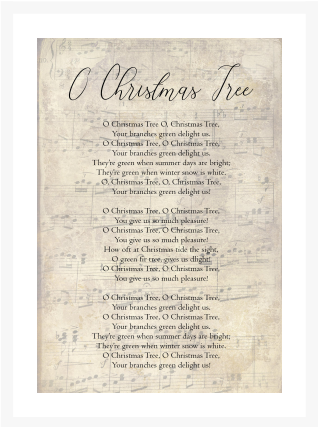 O Christmas Tree
O Christmas Tree O, Christmas Tree,
Your branches green delight us.
O Christmas Tree, O Christmas Tree,
Your branches green delight us.
They're green when summer days are bright;
They're green when winter snow is white.
O, Christmas Tree, O Christmas Tree,
Your branches green delight us!
O Christmas Tree, O Christmas Tree,
You give us so much pleasure!
O Christmas Tree, O Christmas Tree,
You give us so much pleasure!
How oft at Christmas tide the sight,
O green fir tree, gives us dlight!
O Christmas Tree, O Christmas Tree,
You give us so much pleasure!
O Christmas Tree, O Christmas Tree,
Your branches green delight us.
O Christmas Tree, O Christmas Tree,
Your branches green delight us.
They're green when summer days are bright;
They're green when winter snow is white.
O Christmas Tree, O Christmas Tree,
Your branches green delight us!